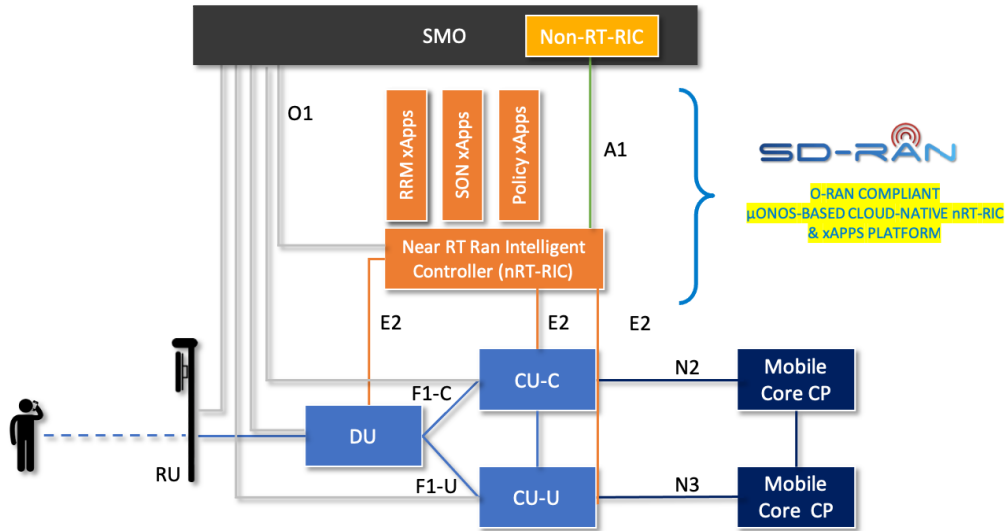 SMO
Non-RT-RIC
O1
RRM xApps
SON xApps
Policy xApps
A1
SD-RAN
O-RAN COMPLIANT
µONOS-BASED CLOUD-NATIVE nRT-RIC
& xAPPS PLATFORM
Near RT Ran Intelligent
Controller (nRT-RIC)
E2
E2
E2
CU-C
N2
Mobile
Core CP
F1-C
DU
RU
F1-U
CU-U
N3
Mobile
Core CP